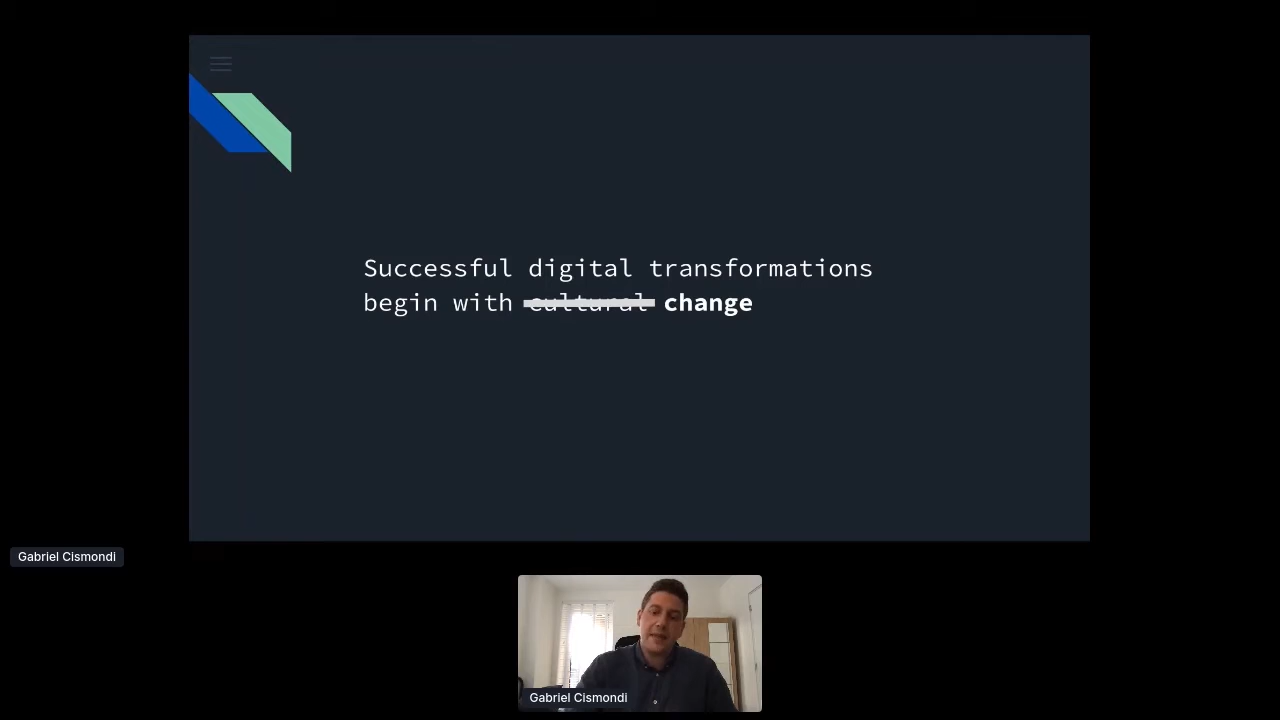 Successful digital transformations
begin with cultural change
Gabriel Cismondi
Gabriel Cismondi